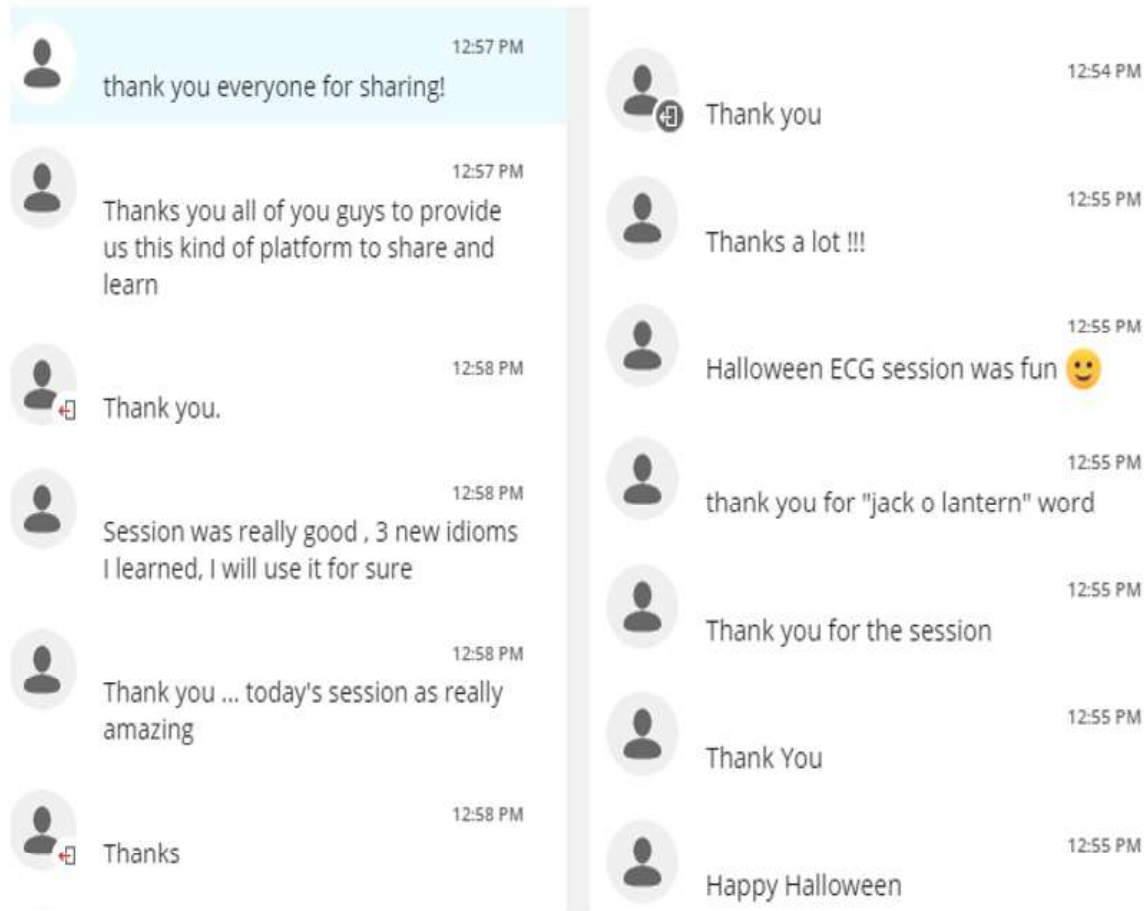 12:57 PM
thank you everyone for sharing!
12:57 PM
Thanks you all of you guys to provide
us this kind of platform to share and
learn
12:58 PM
Thank you.
12:58 PM
Session was really good , 3 new idioms
I learned, I will use it for sure
12:58 PM
Thank you ... today's session as really
amazing
12:58 PM
Thanks
12:54 PM
Thank you
12:55 PM
Thanks a lot !!!
12:55 PM
Halloween ECG session was fun 🙂
12:55 PM
thank you for "jack o lantern" word
12:55 PM
Thank you for the session
12:55 PM
Thank You
12:55 PM
Happy Halloween